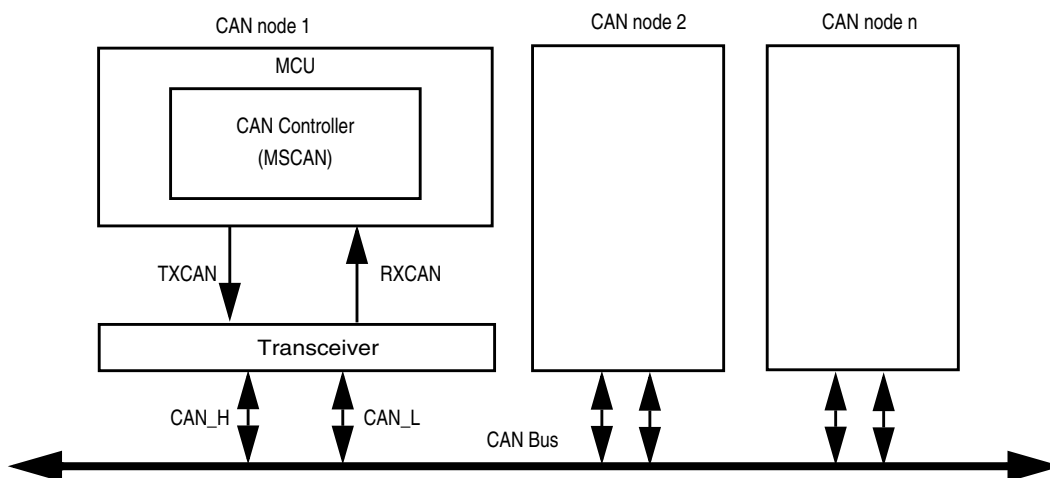 CAN node 1
CAN node 2
CAN node n
MCU
CAN Controller
(MSCAN)
TXCAN
RXCAN
Transceiver
CAN_H
CAN_L
CAN Bus